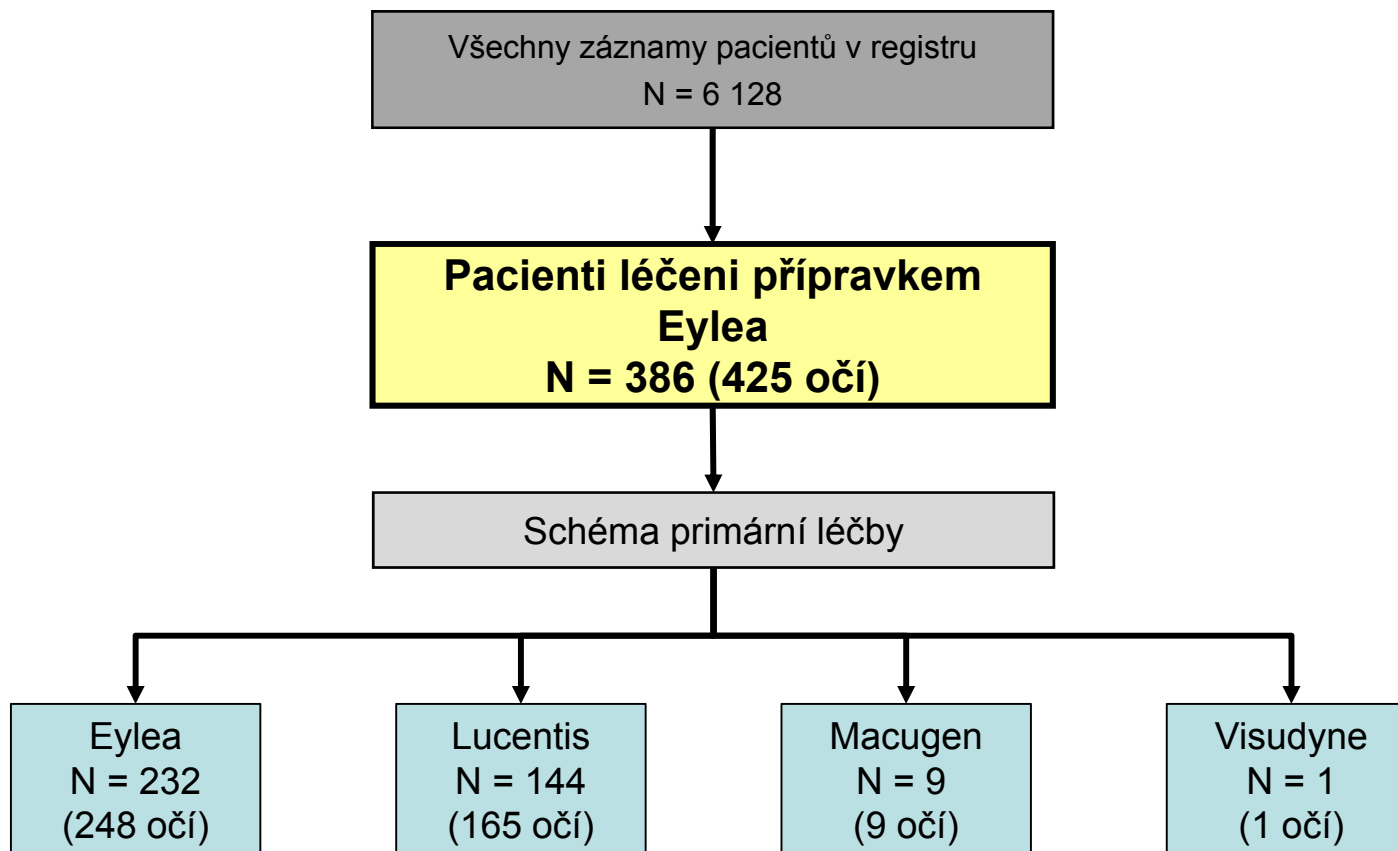 Všechny záznamy pacientů v registru
N = 6 128
Pacienti léčeni přípravkem
Eylea
N = 386 (425 očí)
Schéma primární léčby
Eylea
N = 232
(248 očí)
Lucentis
N = 144
(165 očí)
Macugen
N = 9
(9 očí)
Visudyne
N = 1
(1 očí)